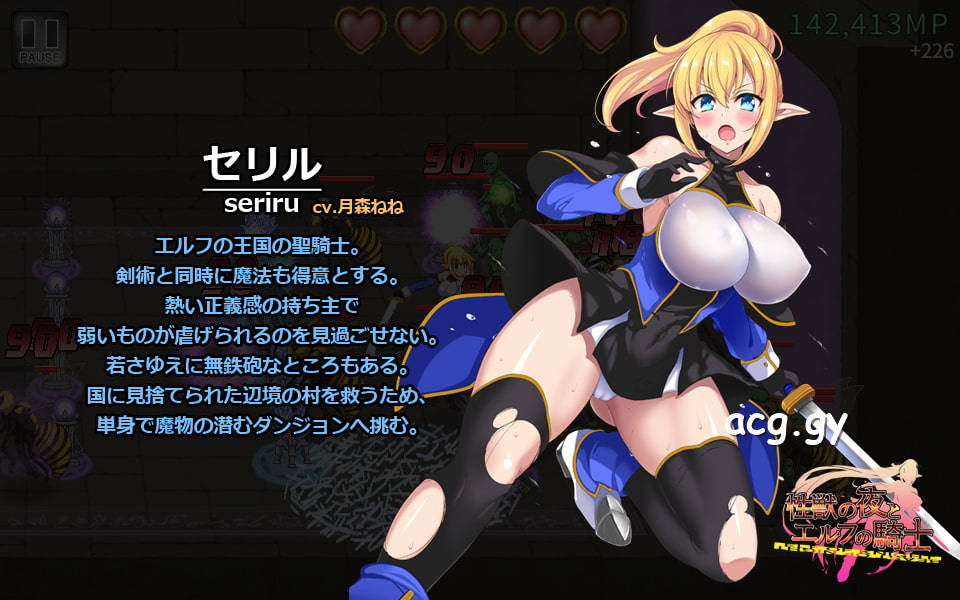 PAUSE
142,413MP
+226
90
セリル
seriru cv.月森ねね
エルフの王国の聖騎士。
剣術と同時に魔法も得意とする。
熱い正義感の持ち主で
弱いものが虐げられるのを見過ごせない。
若さゆえに無鉄砲なところもある。
国に見捨てられた辺境の村を救うため、
単身で魔物の潜むダンジョンへ挑む。
900
acg.gy
性獣の夜と
エルフの騎士